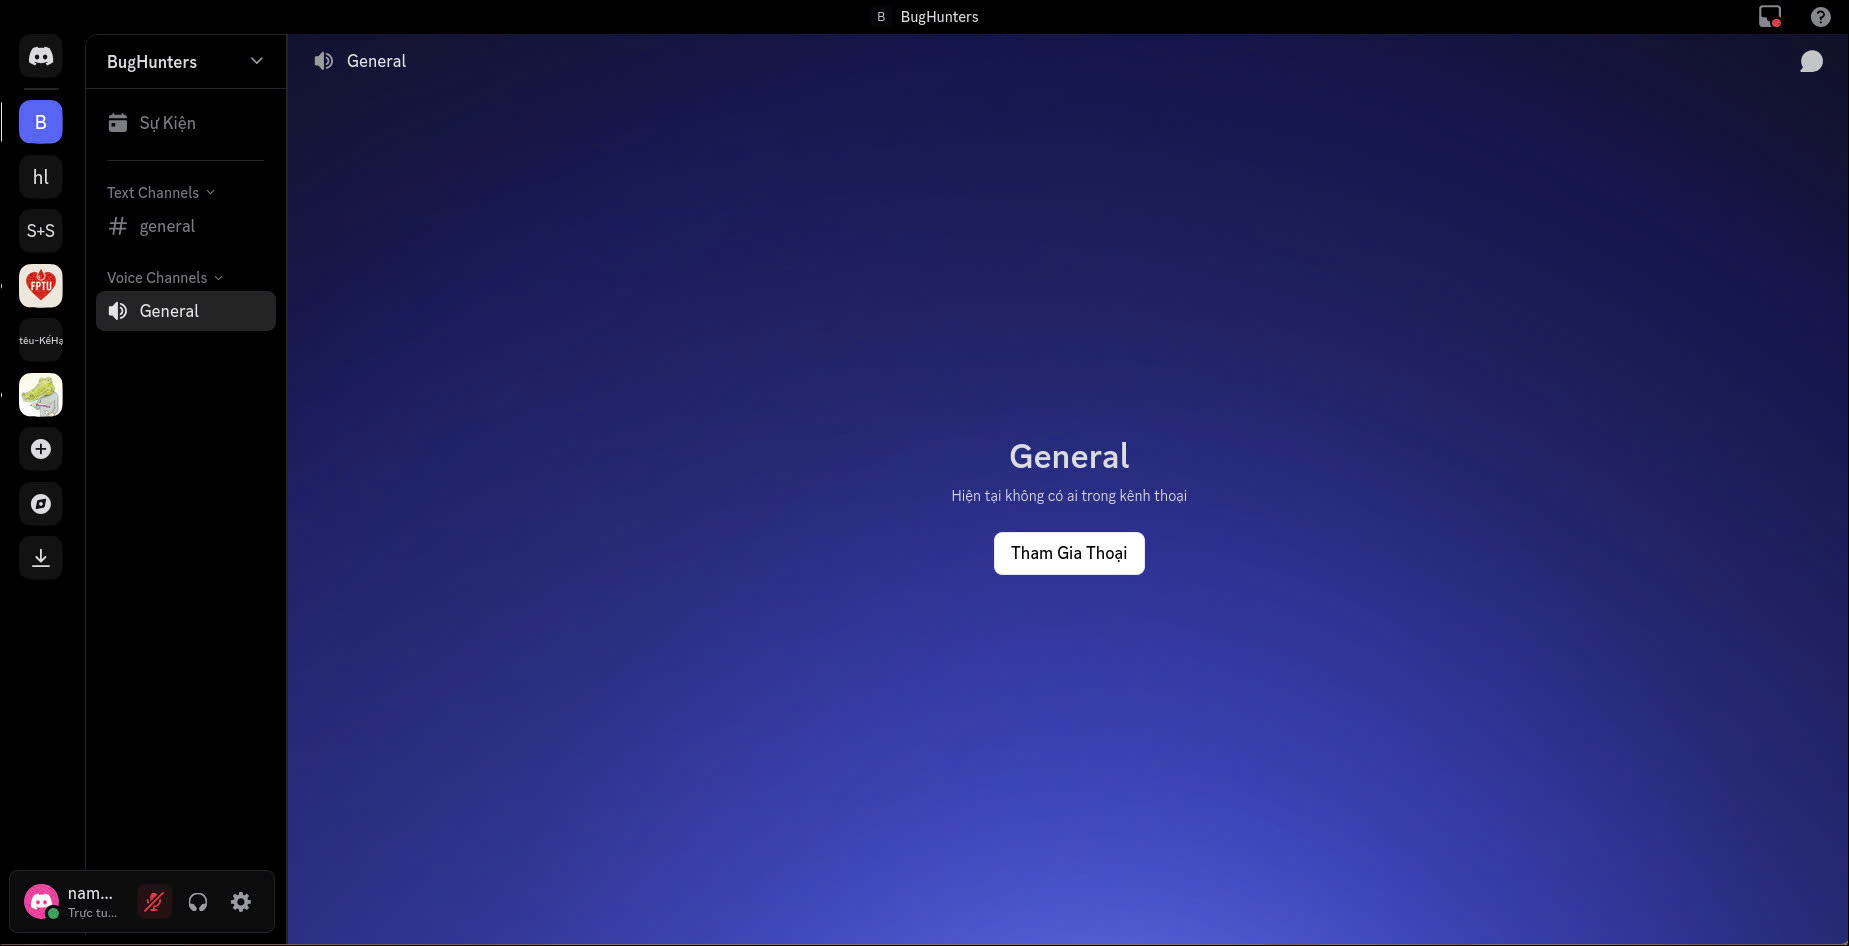 B BugHunters
BugHunters
General
B
Sự Kiện
hl
Text Channels
S+S
general
FPTU
Voice Channels
General
têu-KếHạ
General
Hiện tại không có ai trong kênh thoại
Tham Gia Thoại
nam...
Trực tu...